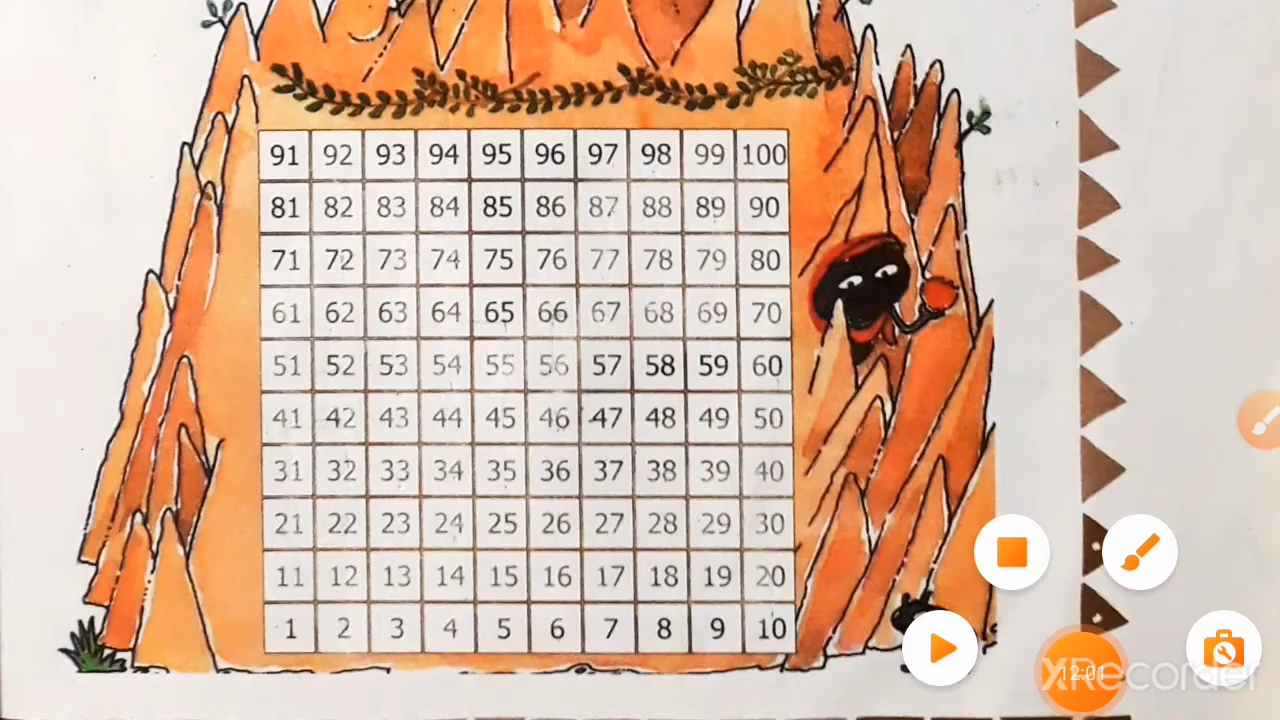 91 92 93 94 95 96 97 98 99 100
81 82 83 84 85 86 87 88 89 90
71 72 73 74 75 76 77 78 79 80
61 62 63 64 65 66 67 68 69 70
51 52 53 54 55 56 57 58 59 60
41 42 43 44 45 46 47 48 49 50
31 32 33 34 35 36 37 38 39 40
21 22 23 24 25 26 27 28 29 30
11 12 13 14 15 16 17 18 19 20
1 2 3 4 5 6 7 8 9 10
12:01
XRecorder